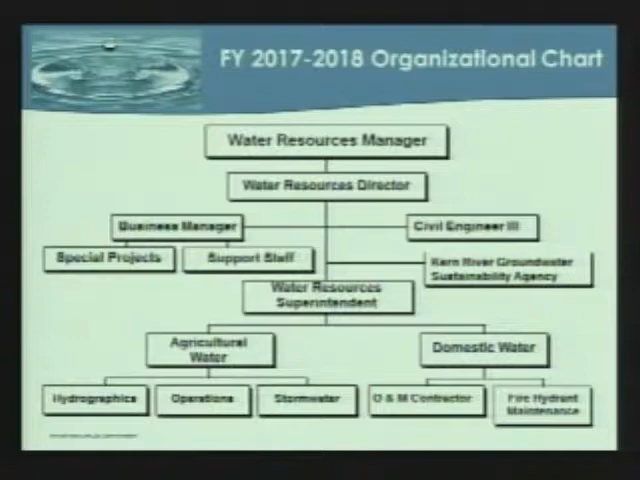 FY 2017-2018 Organizational Chart
Water Resources Manager
Water Resources Director
Business Manager
Civil Engineer III
Special Projects
Support Staff
Kern River Groundwater
Sustainability Agency
Water Resources
Superintendent
Agricultural
Water
Domestic Water
Hydrographics
Operations
Stormwater
O & M Contractor
Fire Hydrant
Maintenance